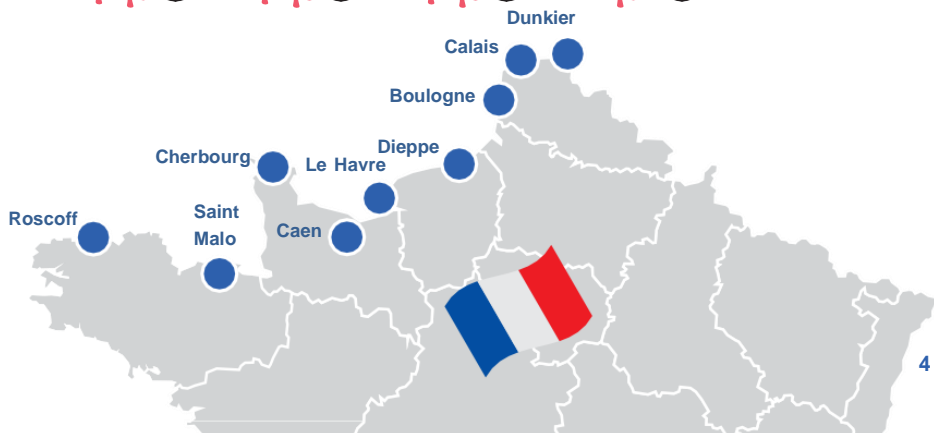 Dunkier
Calais
Boulogne
Dieppe
Cherbourg
Le Havre
Roscoff
Saint
Malo
Caen
4